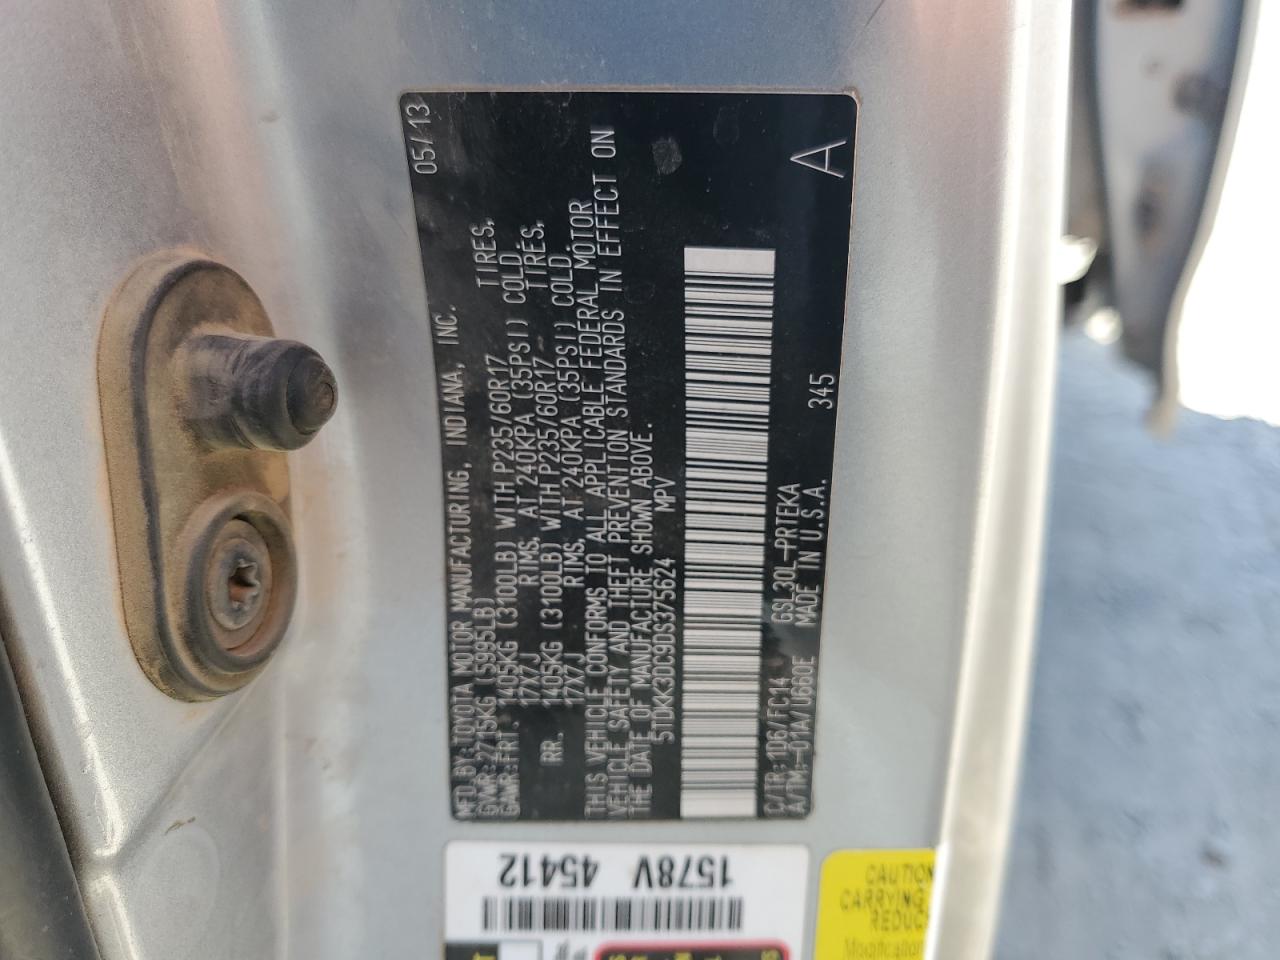 MFD.BY:TOYOTA MOTOR MANUFACTURING, INDIANA, INC. 05/13
GVWR:2715KG (5995LB)
GAWR:FRT. 1405KG (3100LB) WITH P235/60R17 TIRES,
17X7J RIMS, AT 240KPA (35PSI) COLD.
RR. 1405KG (3100LB) WITH P235/60R17 TIRES,
17X7J RIMS, AT 240KPA (35PSI) COLD.
THIS VEHICLE CONFORMS TO ALL APPLICABLE FEDERAL MOTOR
VEHICLE SAFETY AND THEFT PREVENTION STANDARDS IN EFFECT ON
THE DATE OF MANUFACTURE SHOWN ABOVE.
5TDKK3DC9DS375624 MPV
C/TR:1D6/FC14 GSL30L-PRTEKA
A/TM:-01A/U660E MADE IN U.S.A. 345 A
1578V 45412
CAUTION
CARRYING
REDUC
Modification